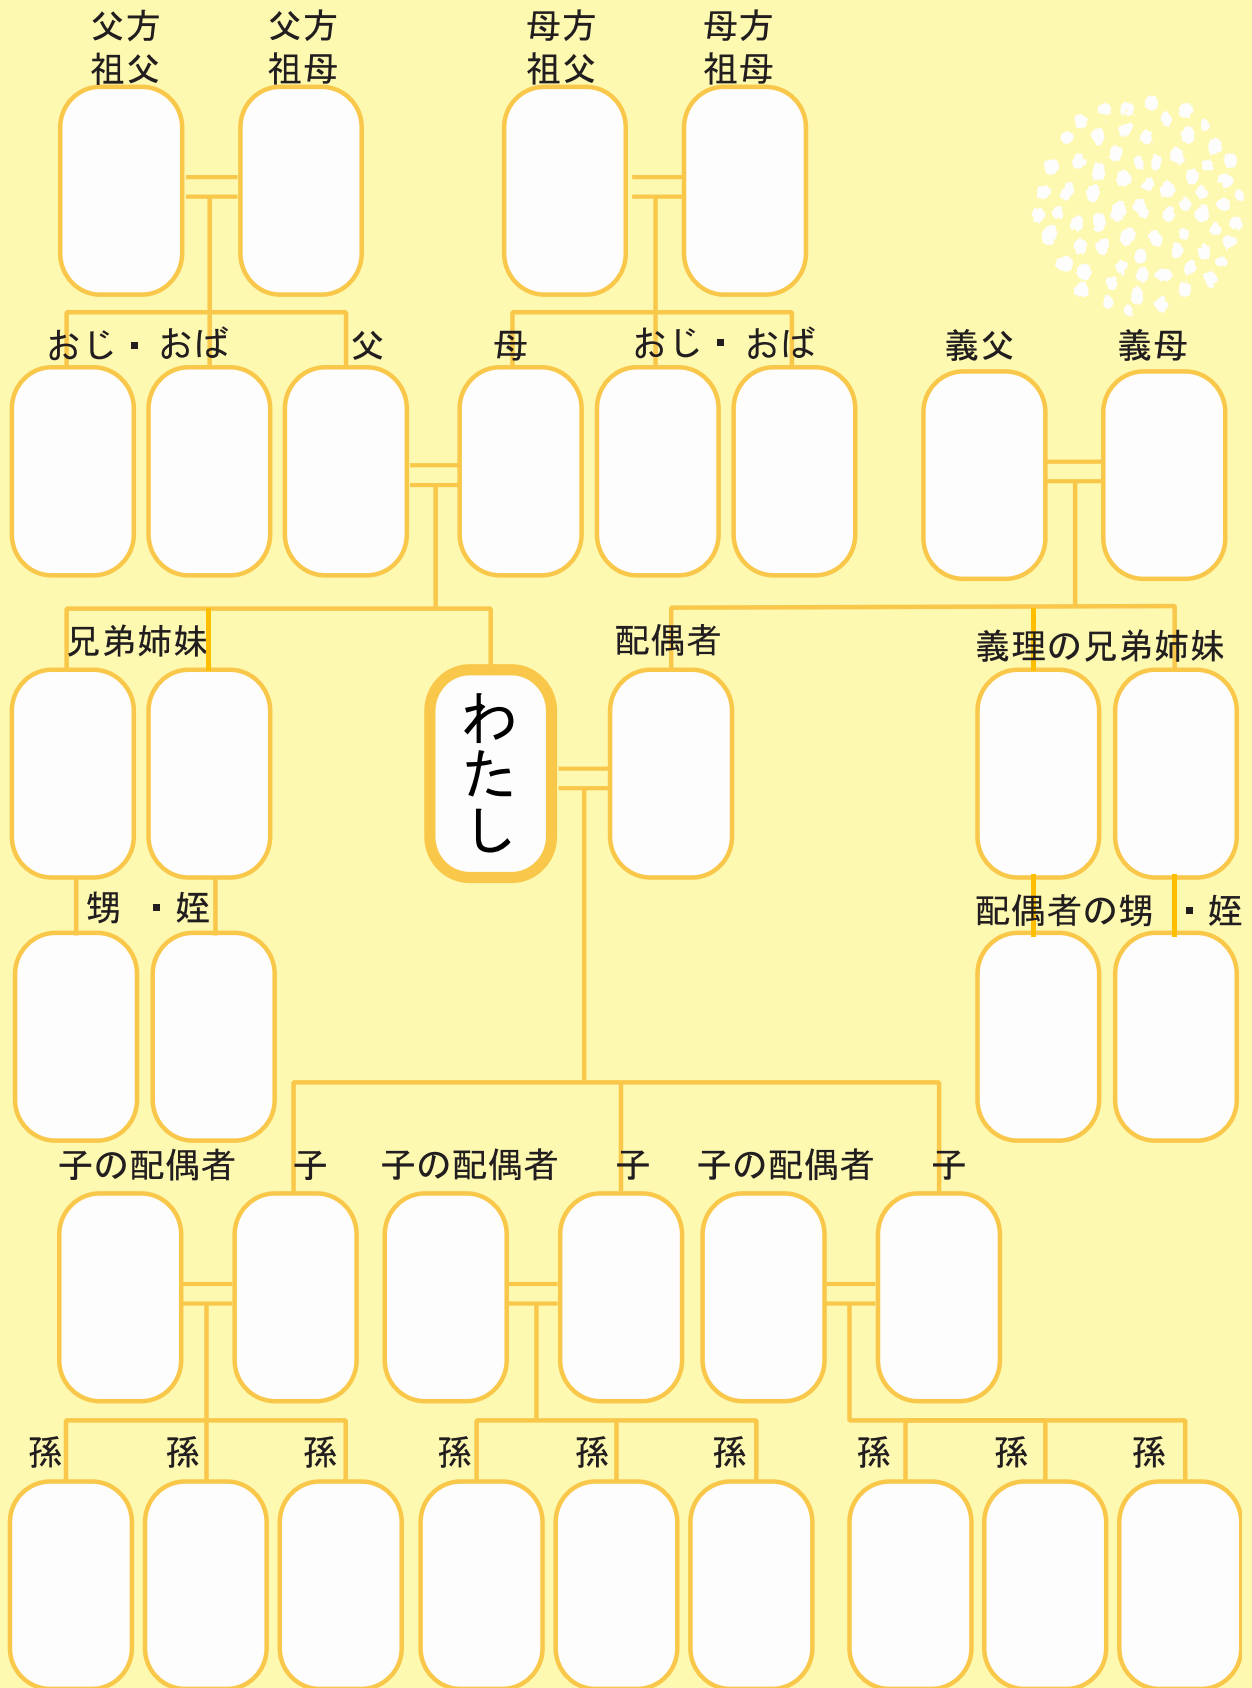 父方
祖父
父方
祖母
母方
祖父
母方
祖母
おじ・おば
父
母
おじ・おば
義父
義母
兄弟姉妹
わたし
配偶者
義理の兄弟姉妹
甥・姪
配偶者の甥・姪
子の配偶者
子
子の配偶者
子
子の配偶者
子
孫
孫
孫
孫
孫
孫
孫
孫
孫